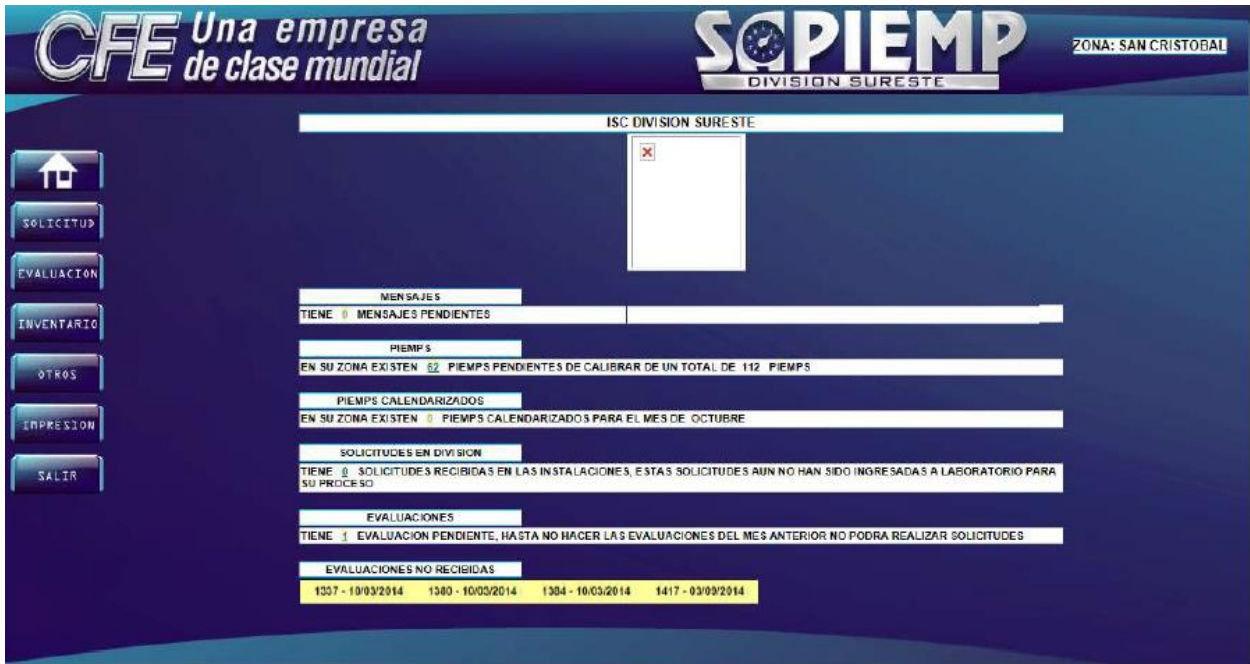 CFE Una empresa
de clase mundial
SAPIEMP
DIVISION SURESTE
ZONA: SAN CRISTOBAL
ISC DIVISION SURESTE
SOLICITUD
EVALUACION
INVENTARIO
OTROS
IMPRESION
SALIR
MENSAJES
TIENE 0 MENSAJES PENDIENTES
PIEMPS
EN SU ZONA EXISTEN 62 PIEMPS PENDIENTES DE CALIBRAR DE UN TOTAL DE 112 PIEMPS
PIEMPS CALENDARIZADOS
EN SU ZONA EXISTEN 0 PIEMPS CALENDARIZADOS PARA EL MES DE OCTUBRE
SOLICITUDES EN DIVISION
TIENE 0 SOLICITUDES RECIBIDAS EN LAS INSTALACIONES, ESTAS SOLICITUDES AUN NO HAN SIDO INGRESADAS A LABORATORIO PARA
SU PROCESO
EVALUACIONES
TIENE 1 EVALUACION PENDIENTE, HASTA NO HACER LAS EVALUACIONES DEL MES ANTERIOR NO PODRA REALIZAR SOLICITUDES
EVALUACIONES NO RECIBIDAS
1337 - 10/03/2014 1380 - 10/03/2014 1384 - 10/03/2014 1417 - 03/09/2014